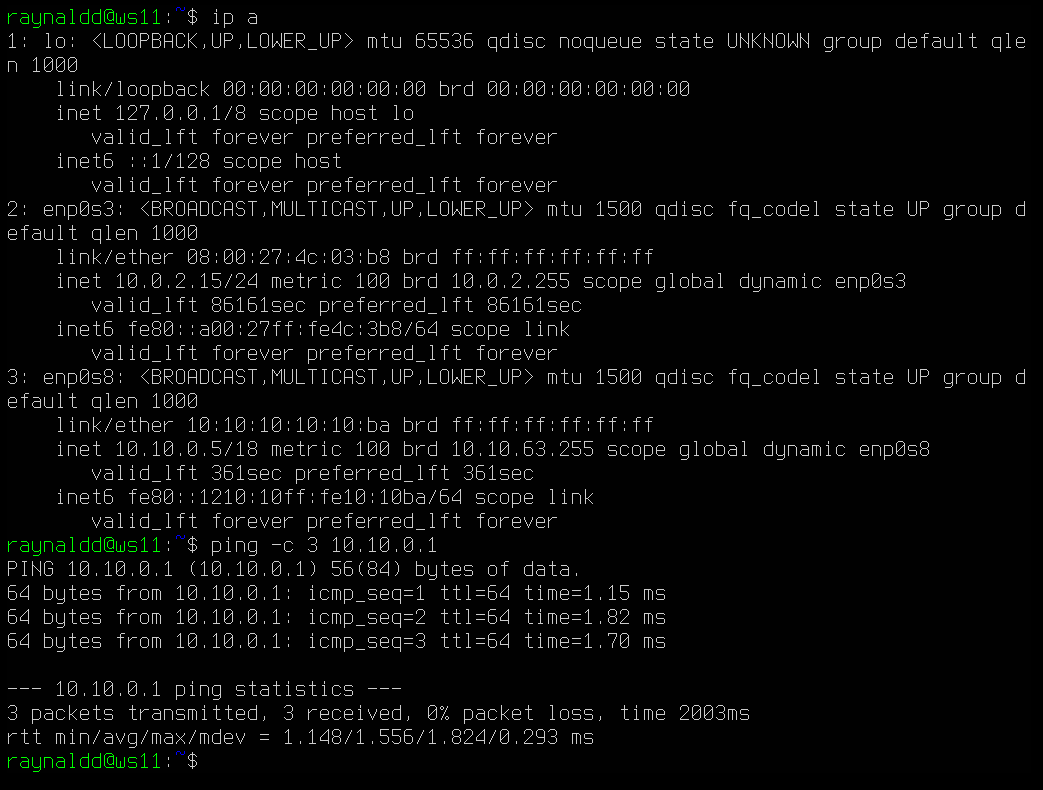 raynaldd@ws11:~$ ip a
1: lo: <LOOPBACK,UP,LOWER_UP> mtu 65536 qdisc noqueue state UNKNOWN group default qle
n 1000
    link/loopback 00:00:00:00:00:00 brd 00:00:00:00:00:00
    inet 127.0.0.1/8 scope host lo
       valid_lft forever preferred_lft forever
    inet6 ::1/128 scope host
       valid_lft forever preferred_lft forever
2: enp0s3: <BROADCAST,MULTICAST,UP,LOWER_UP> mtu 1500 qdisc fq_codel state UP group d
efault qlen 1000
    link/ether 08:00:27:4c:03:b8 brd ff:ff:ff:ff:ff:ff
    inet 10.0.2.15/24 metric 100 brd 10.0.2.255 scope global dynamic enp0s3
       valid_lft 86161sec preferred_lft 86161sec
    inet6 fe80::a00:27ff:fe4c:3b8/64 scope link
       valid_lft forever preferred_lft forever
3: enp0s8: <BROADCAST,MULTICAST,UP,LOWER_UP> mtu 1500 qdisc fq_codel state UP group d
efault qlen 1000
    link/ether 10:10:10:10:10:ba brd ff:ff:ff:ff:ff:ff
    inet 10.10.0.5/18 metric 100 brd 10.10.63.255 scope global dynamic enp0s8
       valid_lft 361sec preferred_lft 361sec
    inet6 fe80::1210:10ff:fe10:10ba/64 scope link
       valid_lft forever preferred_lft forever
raynaldd@ws11:~$ ping -c 3 10.10.0.1
PING 10.10.0.1 (10.10.0.1) 56(84) bytes of data.
64 bytes from 10.10.0.1: icmp_seq=1 ttl=64 time=1.15 ms
64 bytes from 10.10.0.1: icmp_seq=2 ttl=64 time=1.82 ms
64 bytes from 10.10.0.1: icmp_seq=3 ttl=64 time=1.70 ms

--- 10.10.0.1 ping statistics ---
3 packets transmitted, 3 received, 0% packet loss, time 2003ms
rtt min/avg/max/mdev = 1.148/1.556/1.824/0.293 ms
raynaldd@ws11:~$